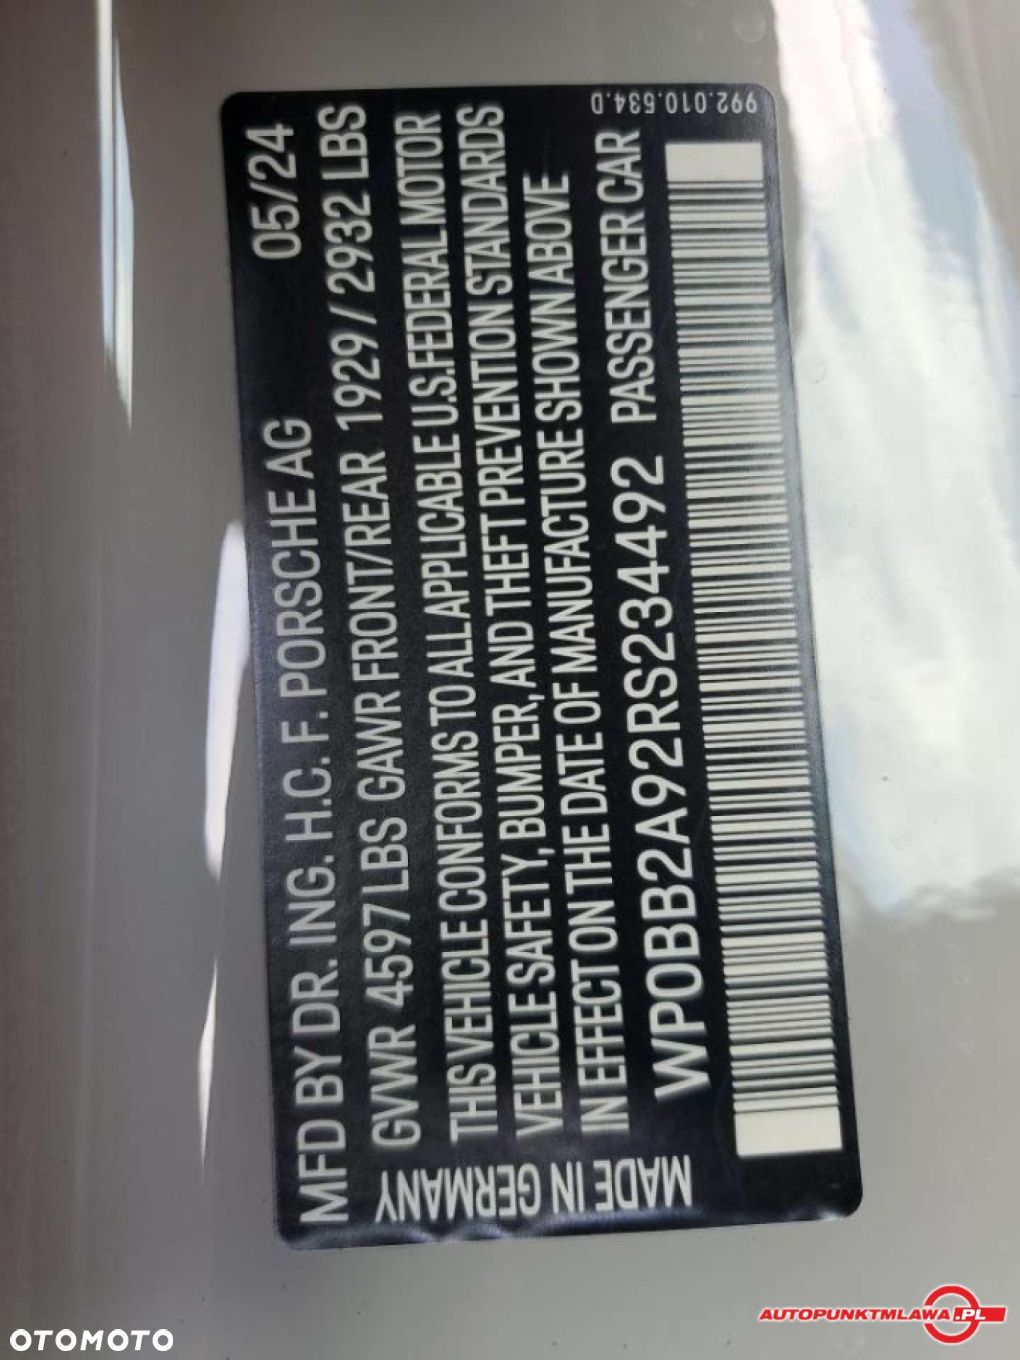 MFD BY DR. ING. H.C. F. PORSCHE AG 05/24
GVWR 4597 LBS GAWR FRONT/REAR 1929 / 2932 LBS
THIS VEHICLE CONFORMS TO ALL APPLICABLE U.S.FEDERAL MOTOR
VEHICLE SAFETY, BUMPER, AND THEFT PREVENTION STANDARDS
IN EFFECT ON THE DATE OF MANUFACTURE SHOWN ABOVE
WP0BB2A92RS234492 PASSENGER CAR
MADE IN
GERMANY
992.010.534.D
OTOMOTO
AUTOPUNKTMLAWA.PL